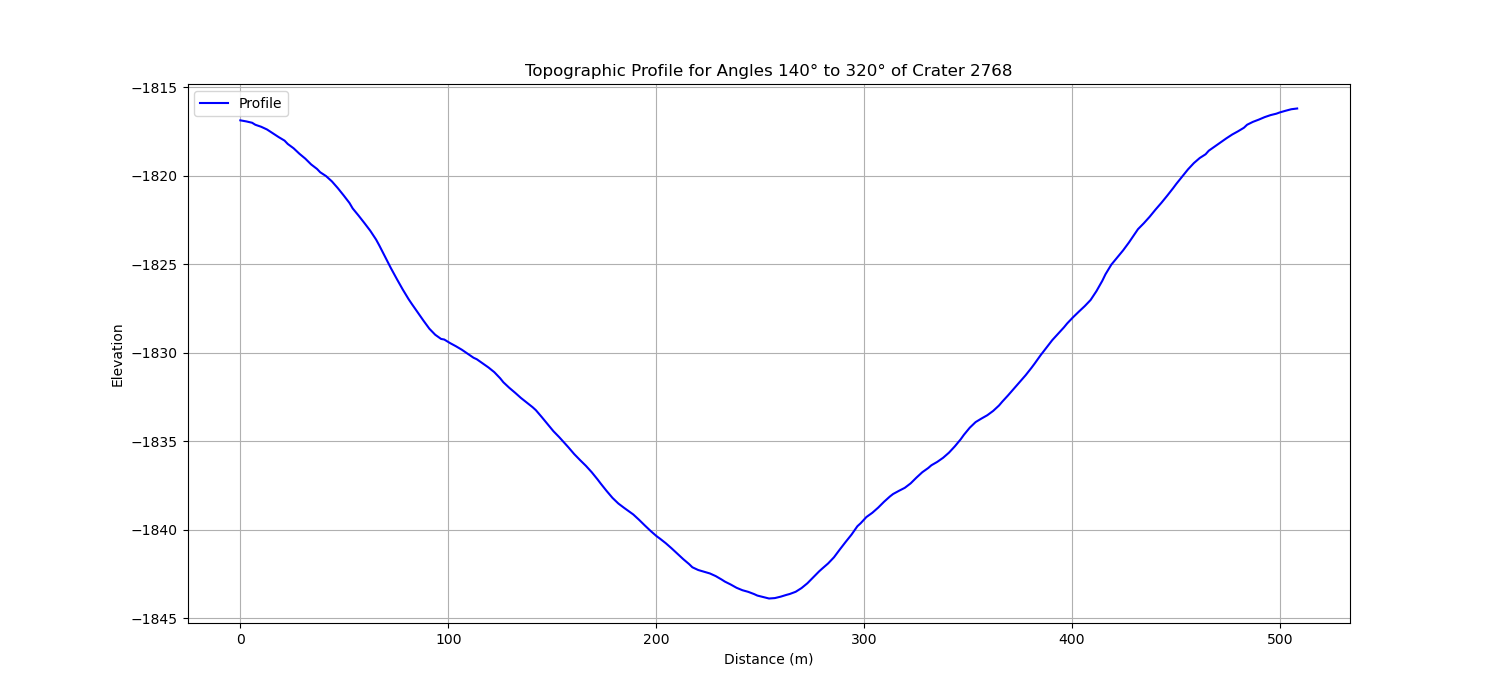 Topographic Profile for Angles 140° to 320° of Crater 2768
Profile
Elevation
−1815
−1820
−1825
−1830
−1835
−1840
−1845
0 100 200 300 400 500
Distance (m)